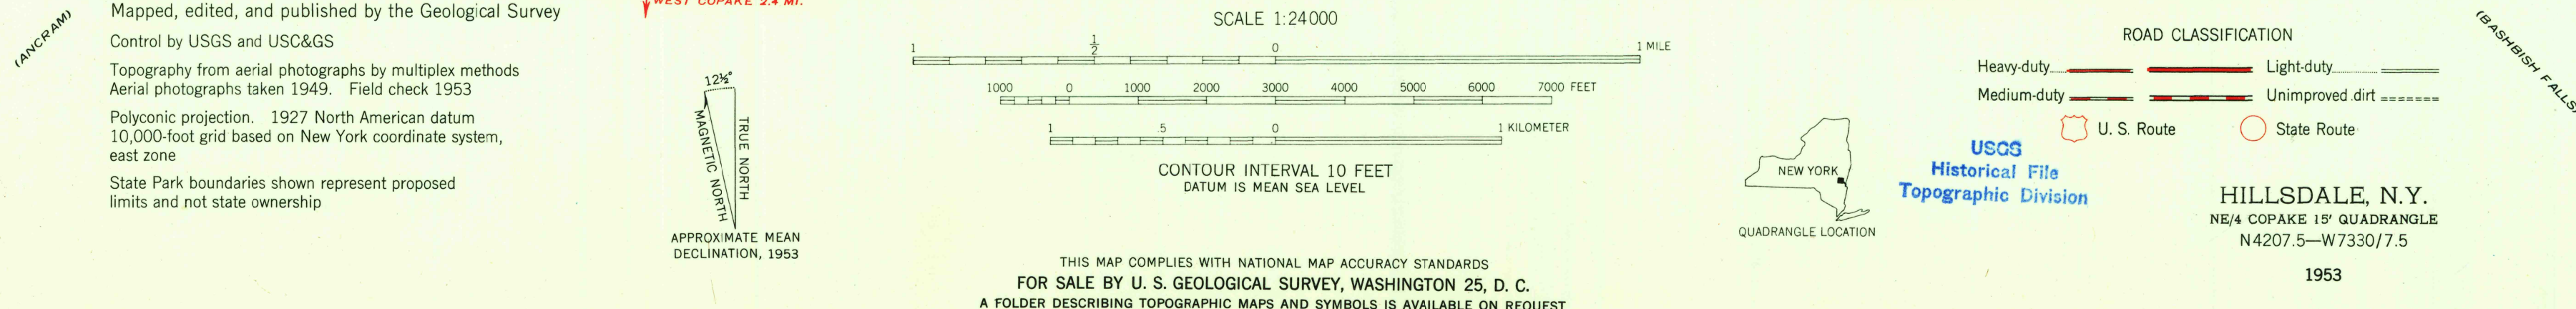 (ANCRAM)
Mapped, edited, and published by the Geological Survey
Control by USGS and USC&GS
Topography from aerial photographs by multiplex methods
Aerial photographs taken 1949. Field check 1953
Polyconic projection. 1927 North American datum
10,000-foot grid based on New York coordinate system,
east zone
State Park boundaries shown represent proposed
limits and not state ownership
WEST COPAKE 2.4 MI.
12½°
MAGNETIC NORTH
TRUE NORTH
APPROXIMATE MEAN
DECLINATION, 1953
SCALE 1:24000
1 ½ 0 1 MILE
1000 0 1000 2000 3000 4000 5000 6000 7000 FEET
1 .5 0 1 KILOMETER
CONTOUR INTERVAL 10 FEET
DATUM IS MEAN SEA LEVEL
THIS MAP COMPLIES WITH NATIONAL MAP ACCURACY STANDARDS
FOR SALE BY U. S. GEOLOGICAL SURVEY, WASHINGTON 25, D. C.
A FOLDER DESCRIBING TOPOGRAPHIC MAPS AND SYMBOLS IS AVAILABLE ON REQUEST
NEW YORK
QUADRANGLE LOCATION
ROAD CLASSIFICATION
Heavy-duty Light-duty
Medium-duty Unimproved dirt
U. S. Route State Route
USGS
Historical File
Topographic Division
HILLSDALE, N.Y.
NE/4 COPAKE 15' QUADRANGLE
N4207.5—W7330/7.5
1953
(BASHBISH FALLS)